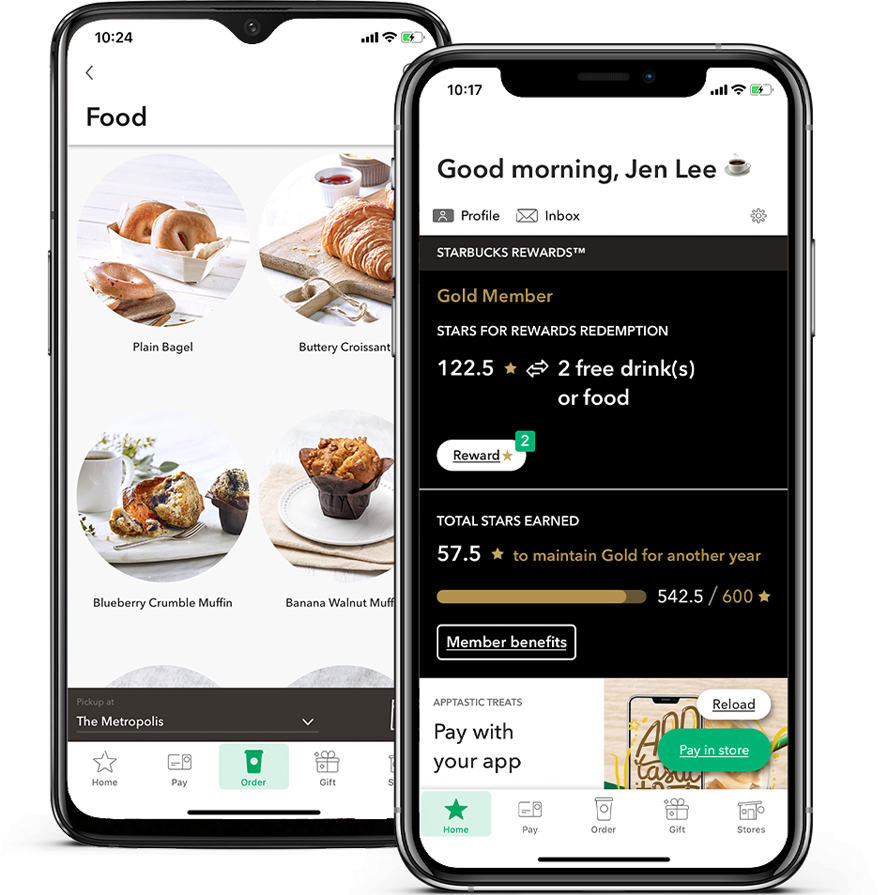 10:24
Food
Plain Bagel
Buttery Croissant
Blueberry Crumble Muffin
Banana Walnut Muff
Pickup at
The Metropolis
Home
Pay
Order
Gift
S
10:17
Good morning, Jen Lee
Profile
Inbox
STARBUCKS REWARDS™
Gold Member
STARS FOR REWARDS REDEMPTION
122.5 ★ 2 free drink(s)
or food
Reward★
2
TOTAL STARS EARNED
57.5 ★ to maintain Gold for another year
542.5 / 600 ★
Member benefits
APPTASTIC TREATS
Pay with
your app
APP
tastic
Reload
Pay in store
Home
Pay
Order
Gift
Stores